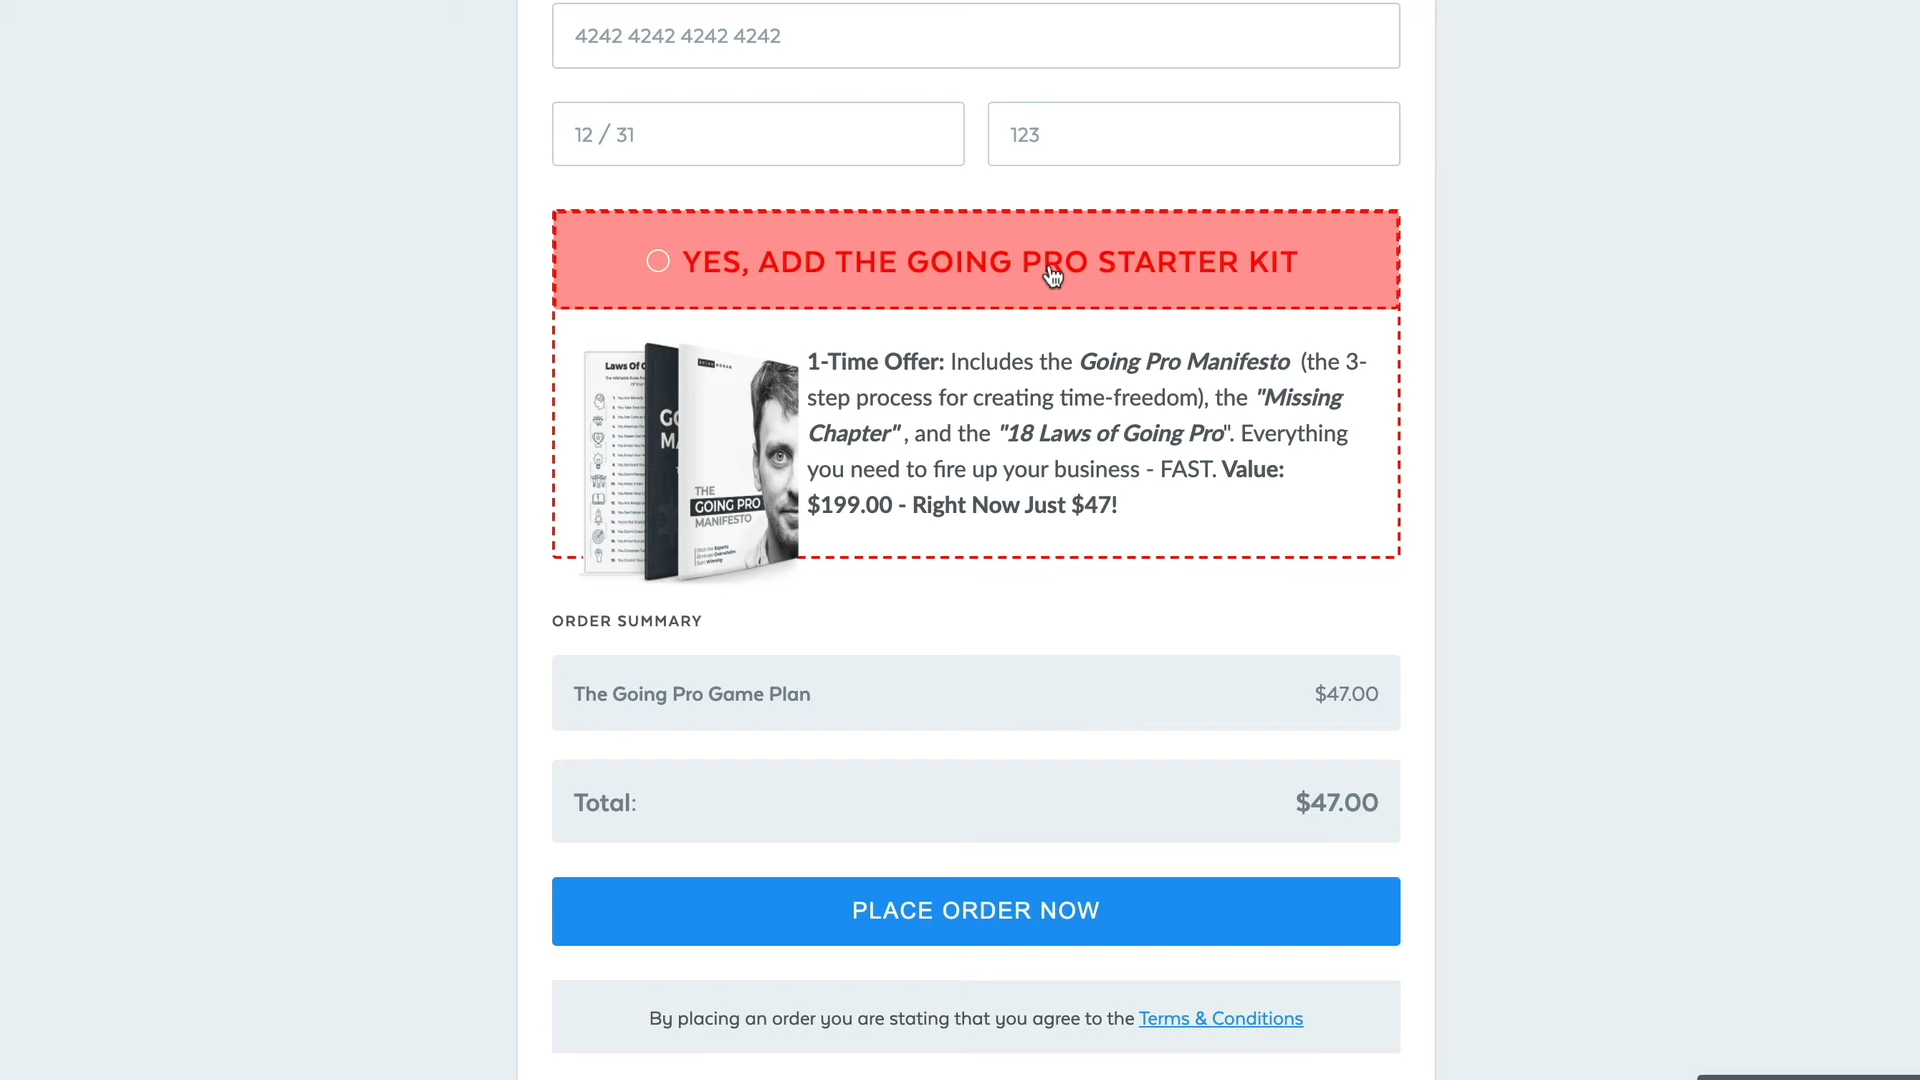 4242 4242 4242 4242
12 / 31
123
YES, ADD THE GOING PRO STARTER KIT
1-Time Offer: Includes the Going Pro Manifesto (the 3-
step process for creating time-freedom), the "Missing
Chapter" , and the "18 Laws of Going Pro". Everything
you need to fire up your business - FAST. Value:
$199.00 - Right Now Just $47!
Laws Of
THE
GOING PRO
MANIFESTO
ORDER SUMMARY
The Going Pro Game Plan $47.00
Total: $47.00
PLACE ORDER NOW
By placing an order you are stating that you agree to the Terms & Conditions